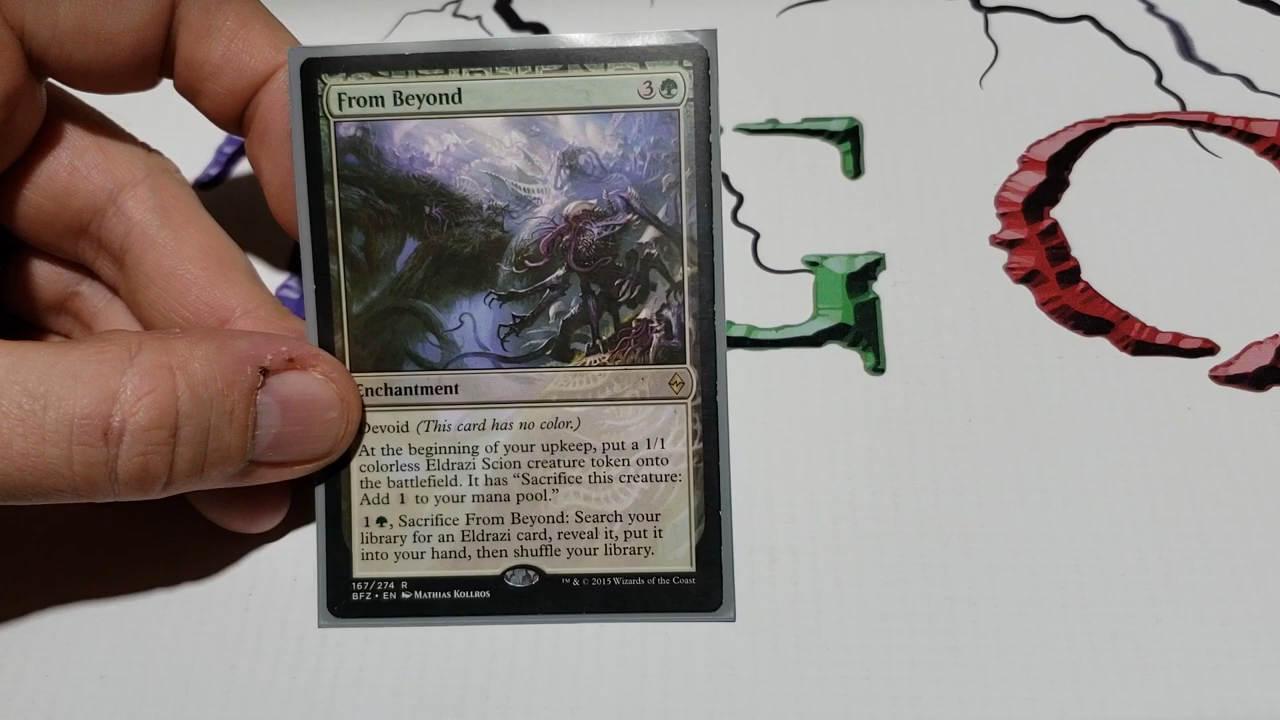 From Beyond 3
Enchantment
Devoid (This card has no color.)
At the beginning of your upkeep, put a 1/1
colorless Eldrazi Scion creature token onto
the battlefield. It has “Sacrifice this creature:
Add 1 to your mana pool.”
1 , Sacrifice From Beyond: Search your
library for an Eldrazi card, reveal it, put it
into your hand, then shuffle your library.
167/274 R
BFZ • EN Mathias Kollros
™ & © 2015 Wizards of the Coast